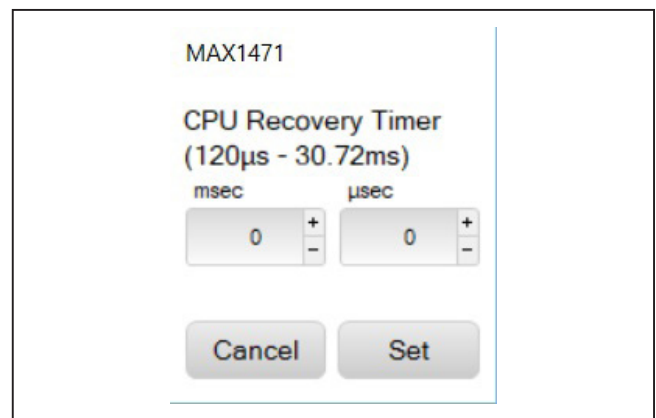 MAX1471
CPU Recovery Timer
(120µs - 30.72ms)
msec µsec
0 + - 0 + -
Cancel Set